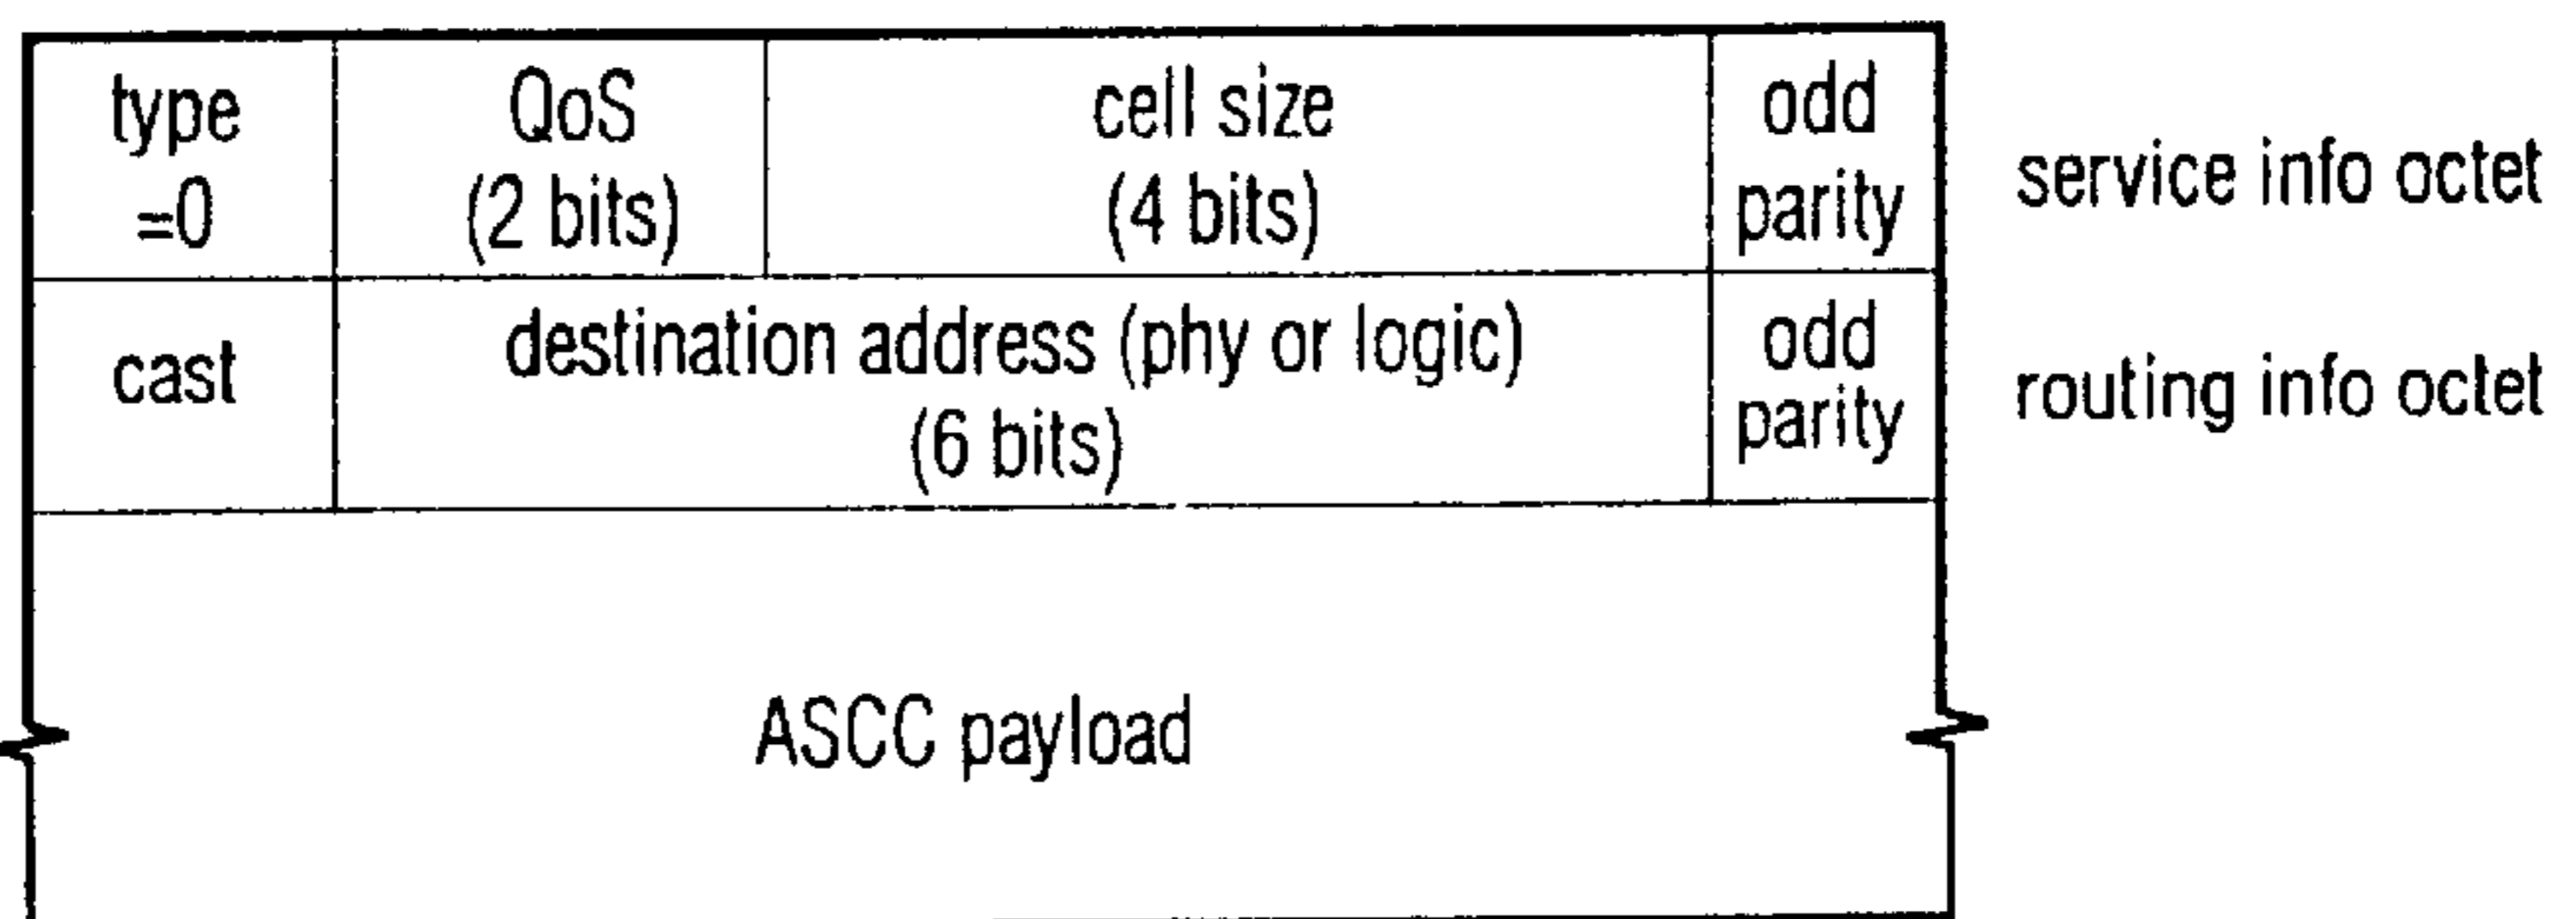 type
=0
QoS
(2 bits)
cell size
(4 bits)
odd
parity
service info octet
cast
destination address (phy or logic)
(6 bits)
odd
parity
routing info octet
ASCC payload